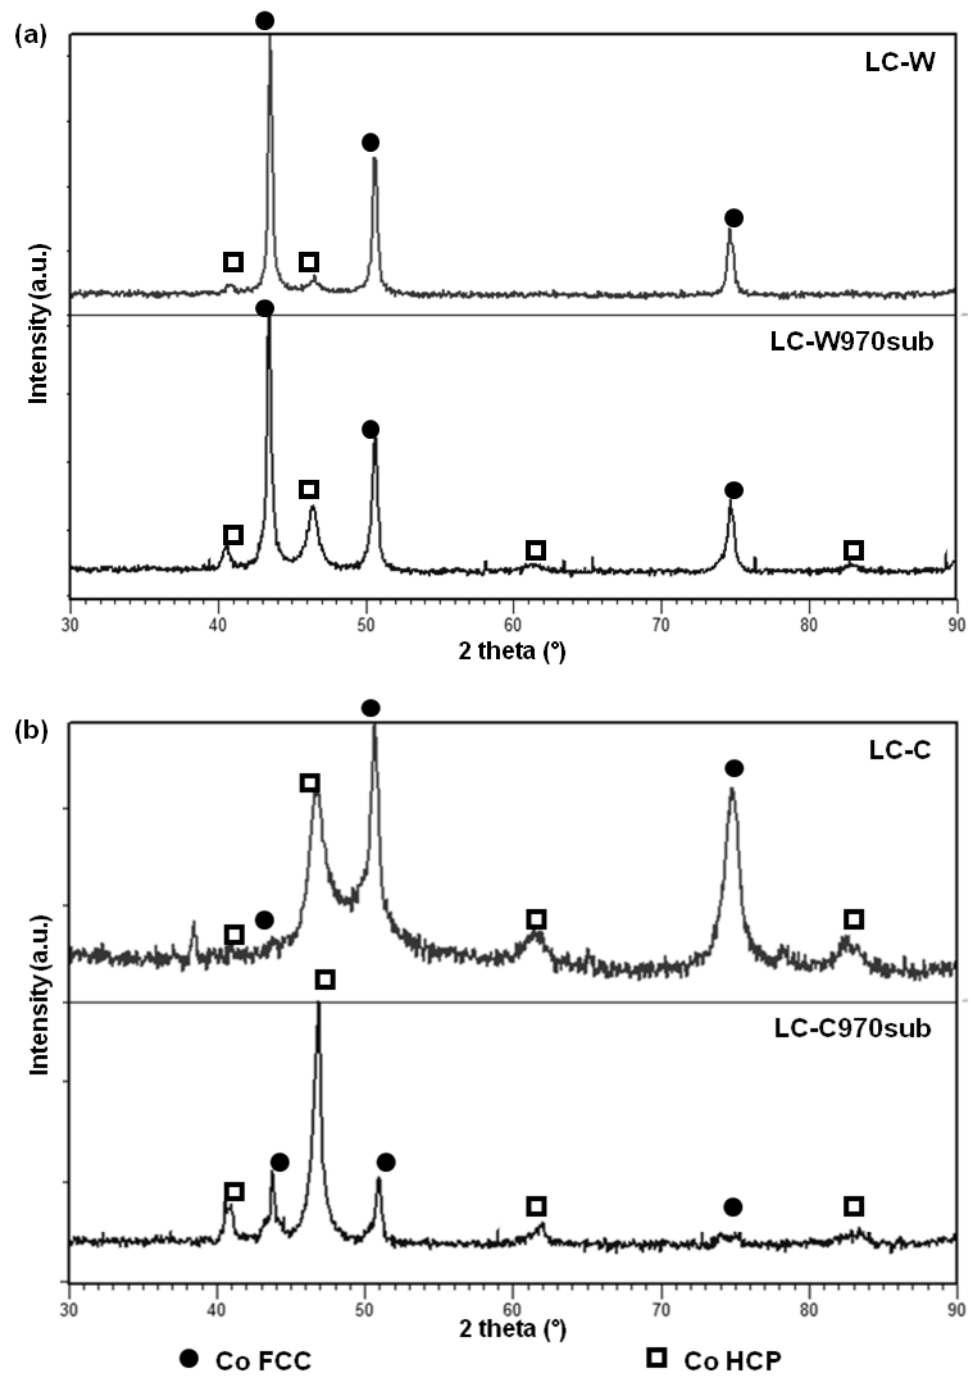 (a)
LC-W
LC-W970sub
Intensity (a.u.)
30 40 50 60 70 80 90
2 theta (°)
(b)
LC-C
LC-C970sub
Intensity (a.u.)
30 40 50 60 70 80 90
2 theta (°)
Co FCC Co HCP